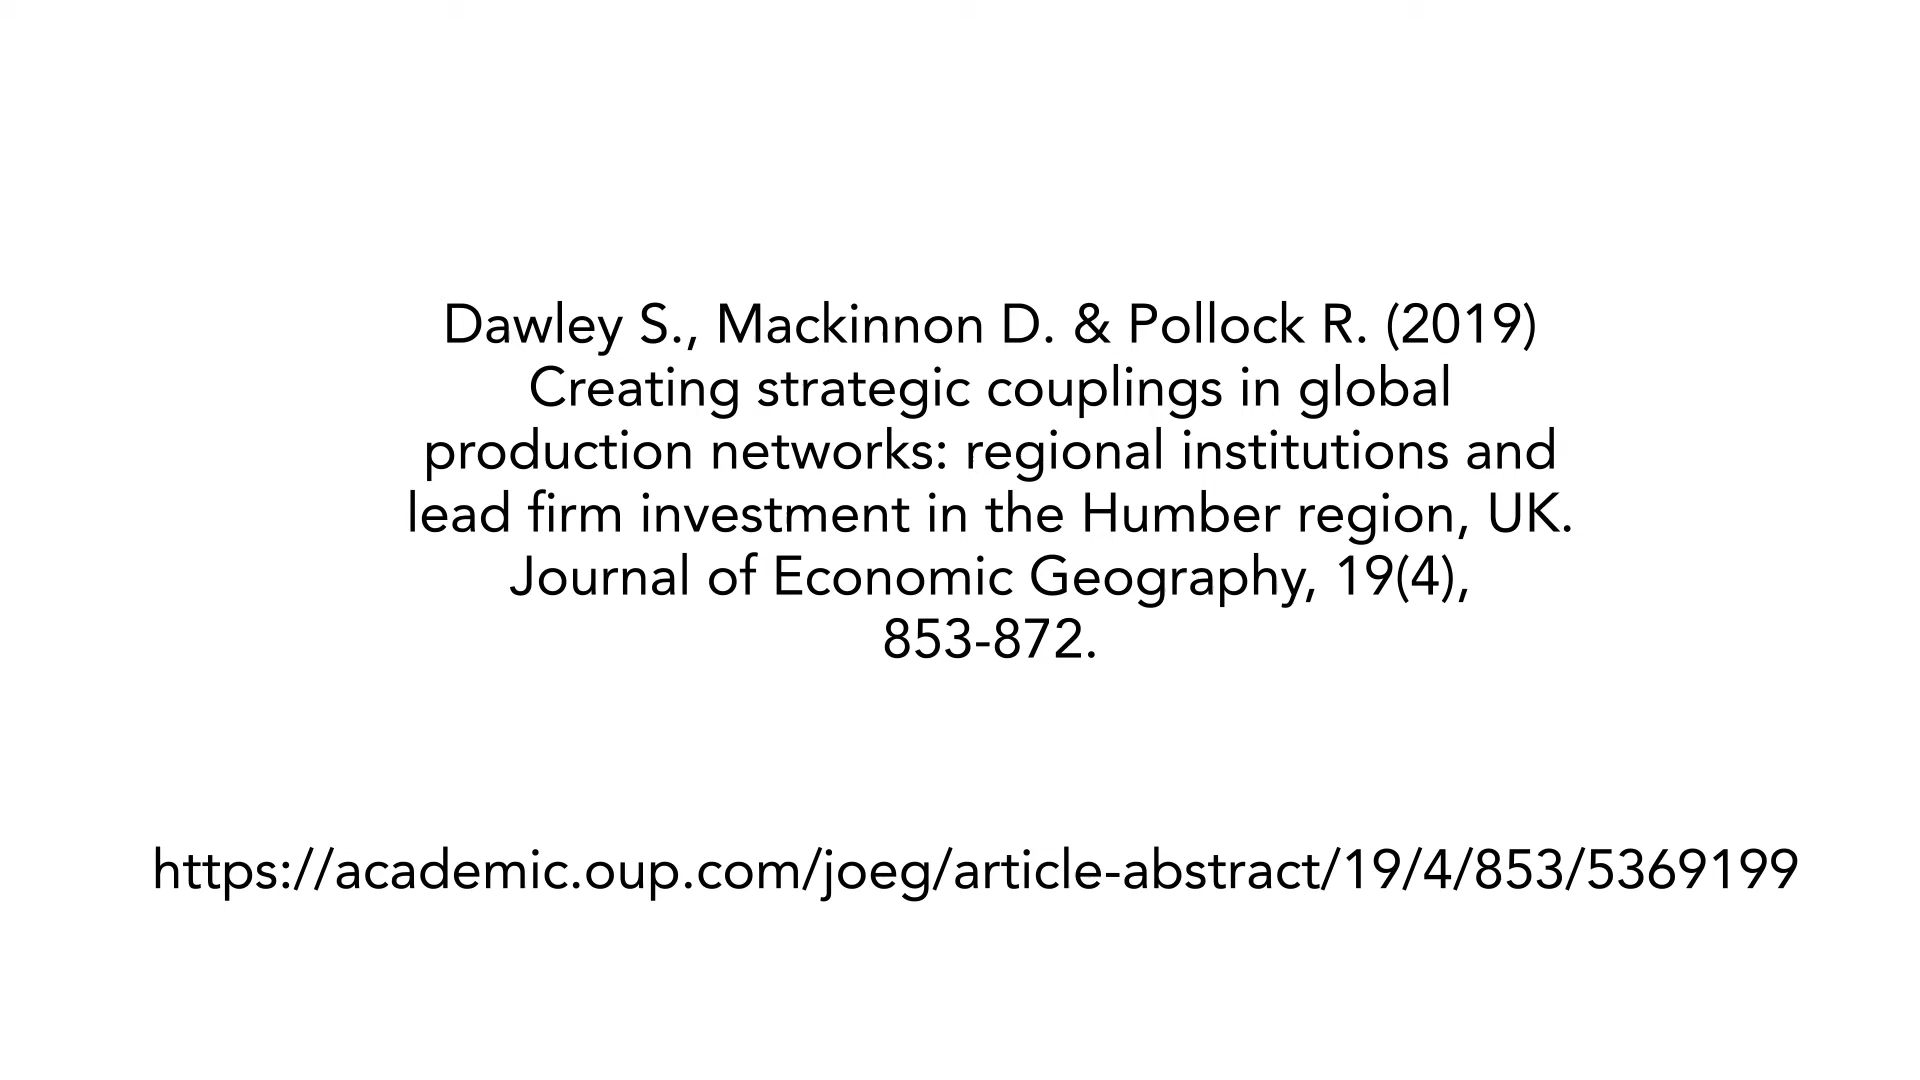 Dawley S., Mackinnon D. & Pollock R. (2019)
Creating strategic couplings in global
production networks: regional institutions and
lead firm investment in the Humber region, UK.
Journal of Economic Geography, 19(4),
853-872.
https://academic.oup.com/joeg/article-abstract/19/4/853/5369199